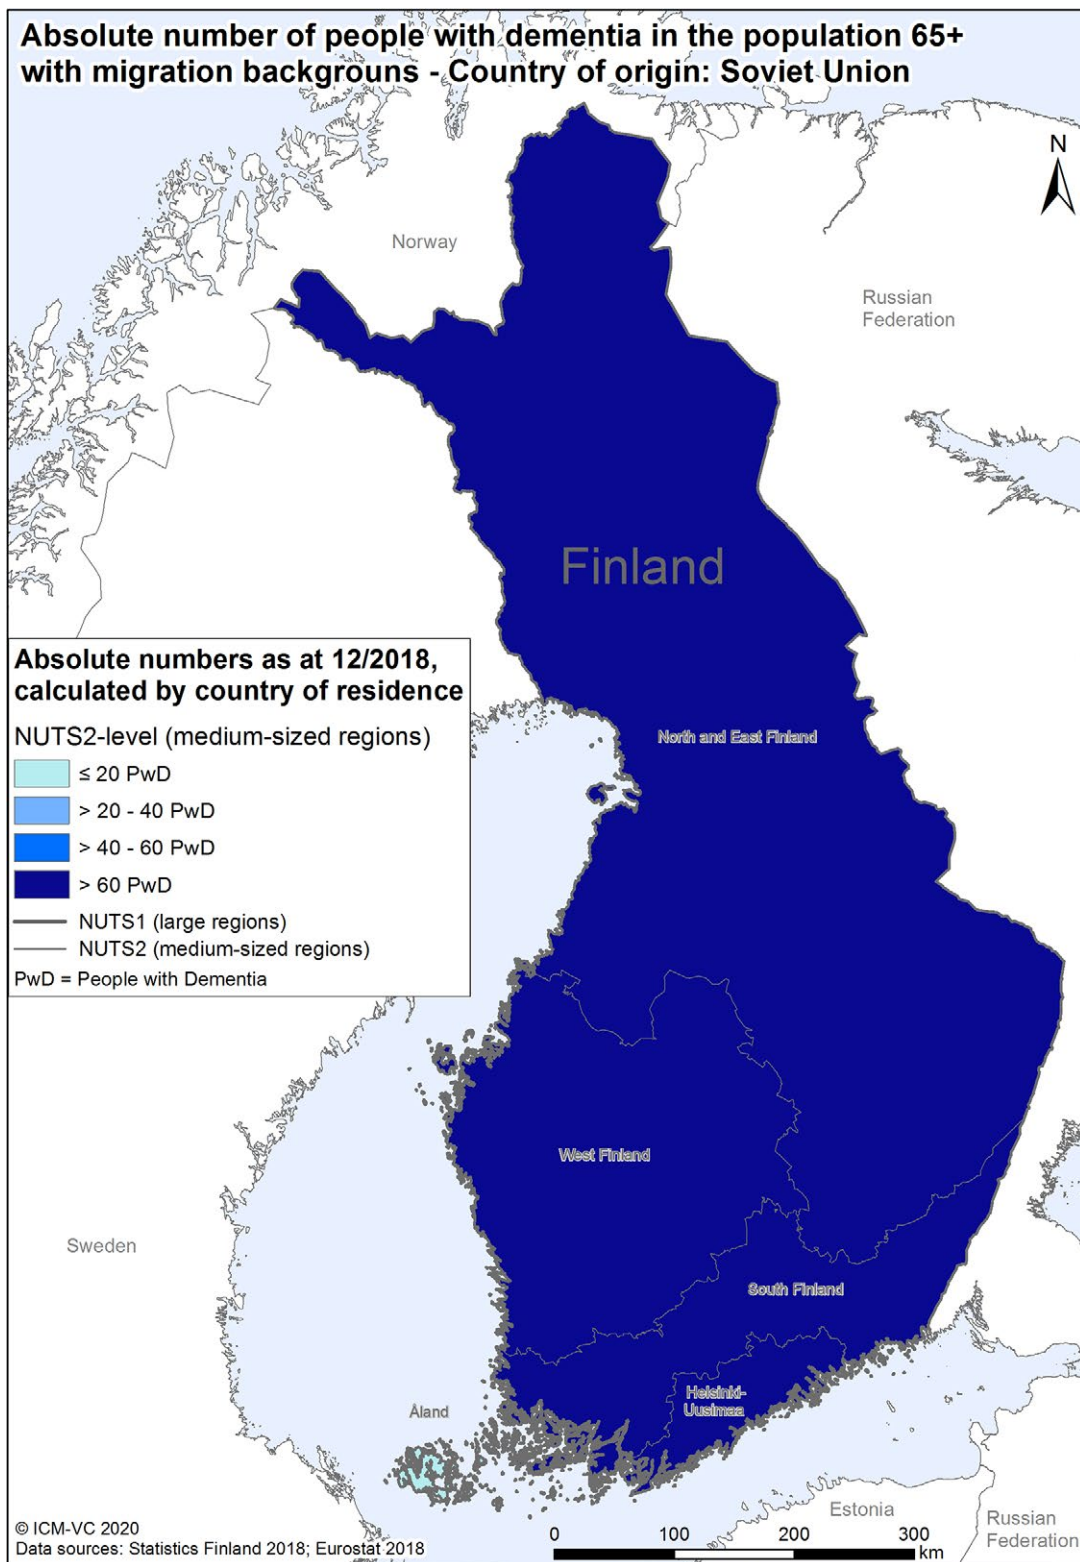 Absolute number of people with dementia in the population 65+
with migration backgrouns - Country of origin: Soviet Union
N
Norway
Russian
Federation
Finland
Absolute numbers as at 12/2018,
calculated by country of residence
NUTS2-level (medium-sized regions)
≤ 20 PwD
> 20 - 40 PwD
> 40 - 60 PwD
> 60 PwD
NUTS1 (large regions)
NUTS2 (medium-sized regions)
PwD = People with Dementia
North and East Finland
West Finland
Sweden
South Finland
Helsinki-
Uusimaa
Åland
Estonia
Russian
Federation
© ICM-VC 2020
Data sources: Statistics Finland 2018; Eurostat 2018
0 100 200 300
km